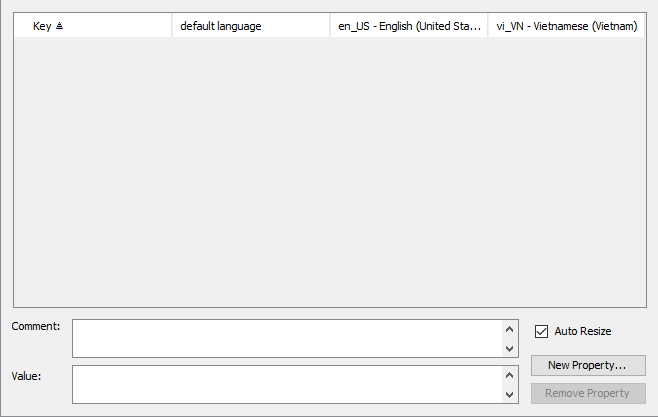 Key default language en_US - English (United Sta... vi_VN - Vietnamese (Vietnam)
Comment:
Auto Resize
New Property...
Value:
Remove Property